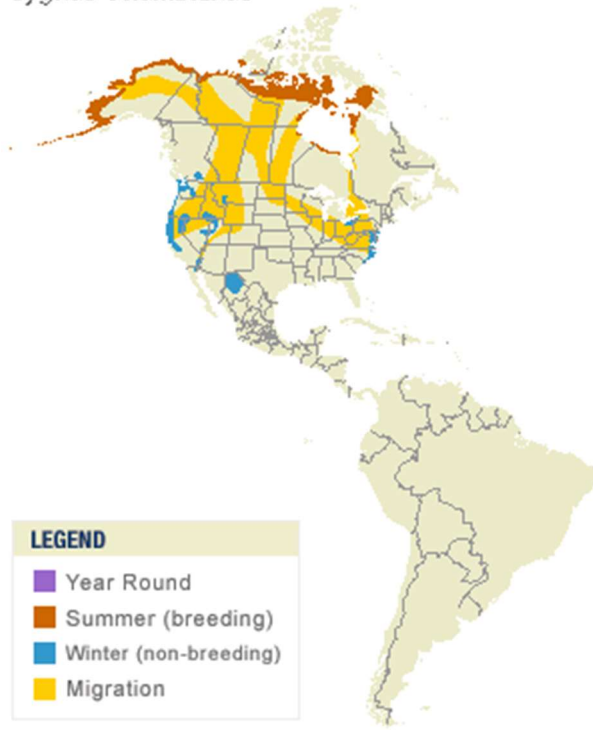 LEGEND
Year Round
Summer (breeding)
Winter (non-breeding)
Migration